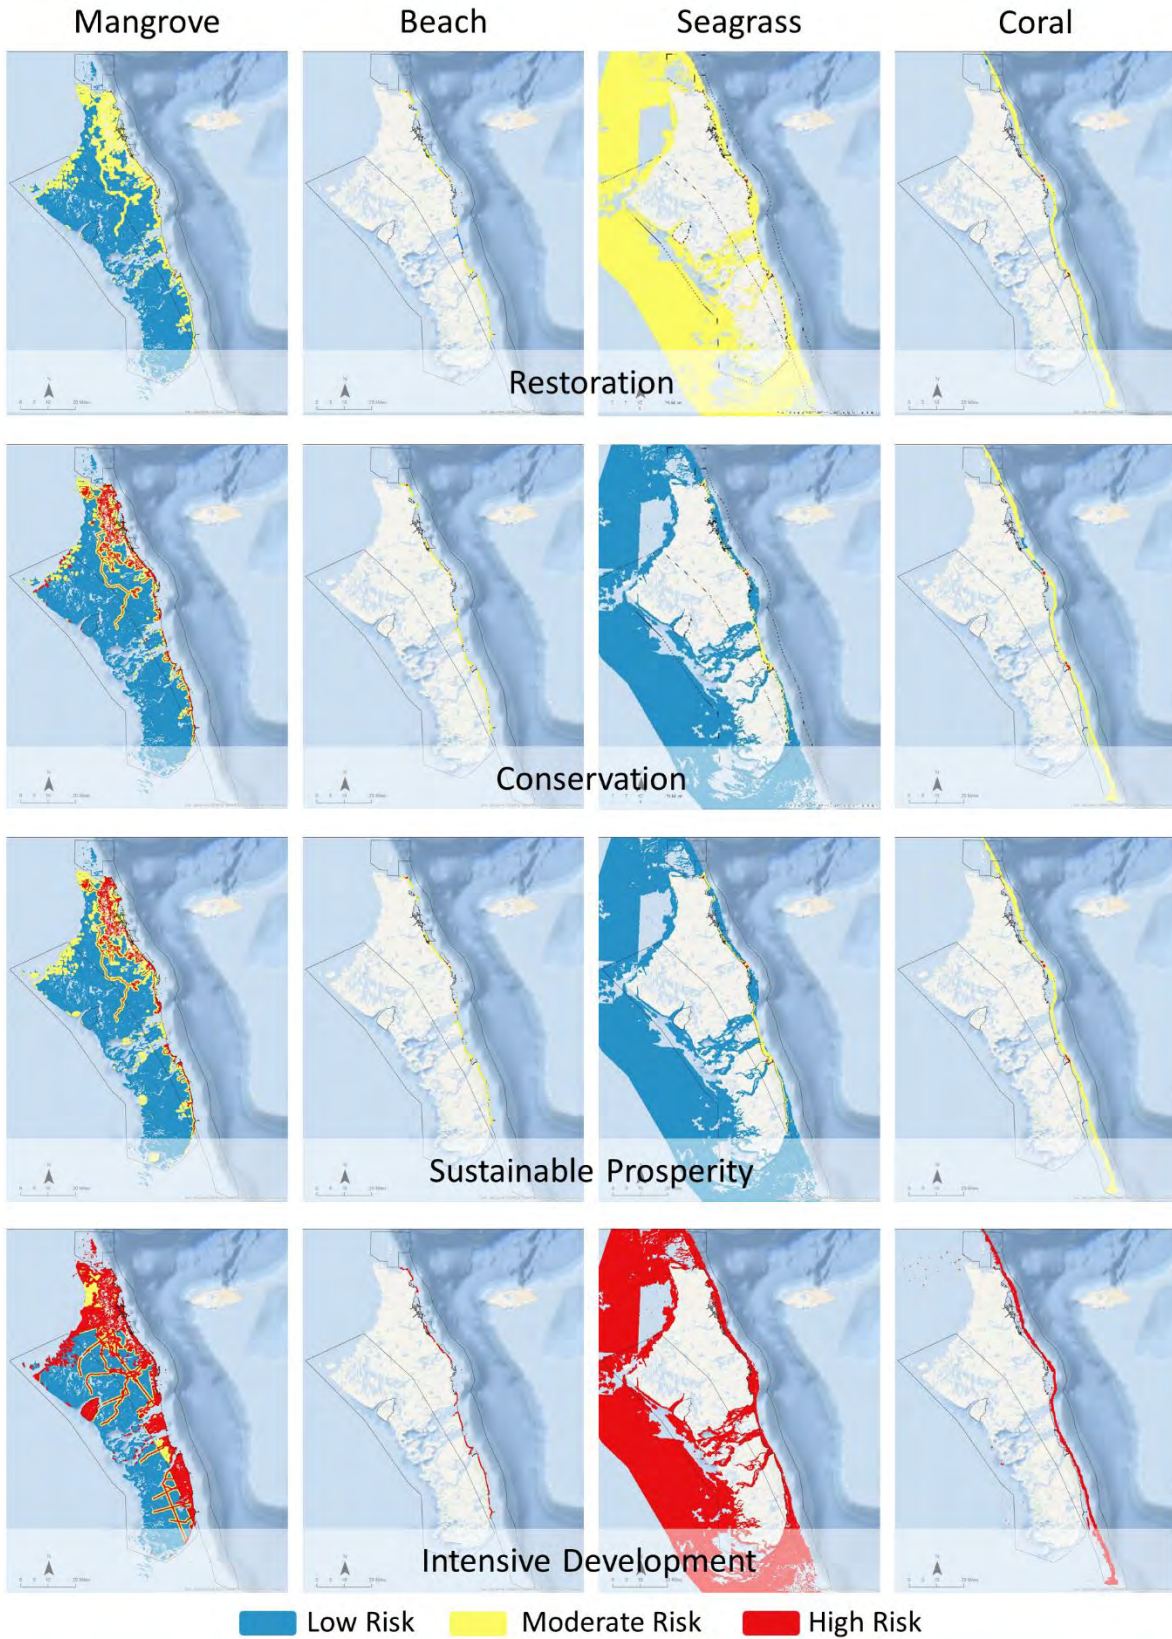 Mangrove Beach Seagrass Coral
Restoration
Conservation
Sustainable Prosperity
Intensive Development
Low Risk Moderate Risk High Risk